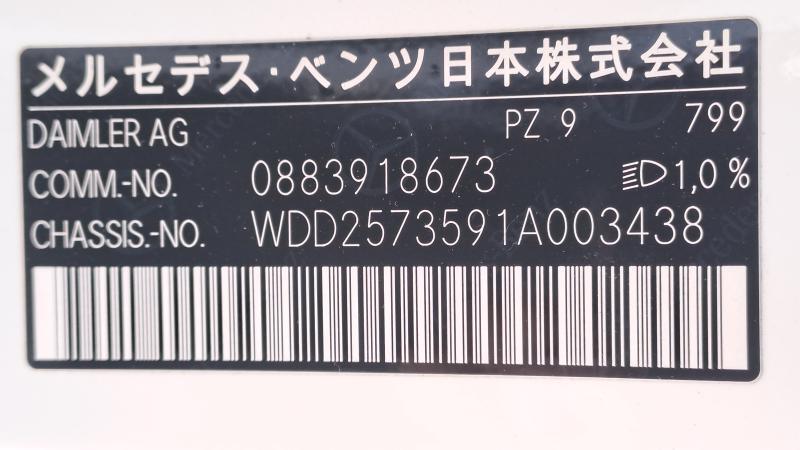 メルセデス・ベンツ日本株式会社
DAIMLER AG PZ 9 799
COMM.-NO. 0883918673 1,0 %
CHASSIS.-NO. WDD2573591A003438